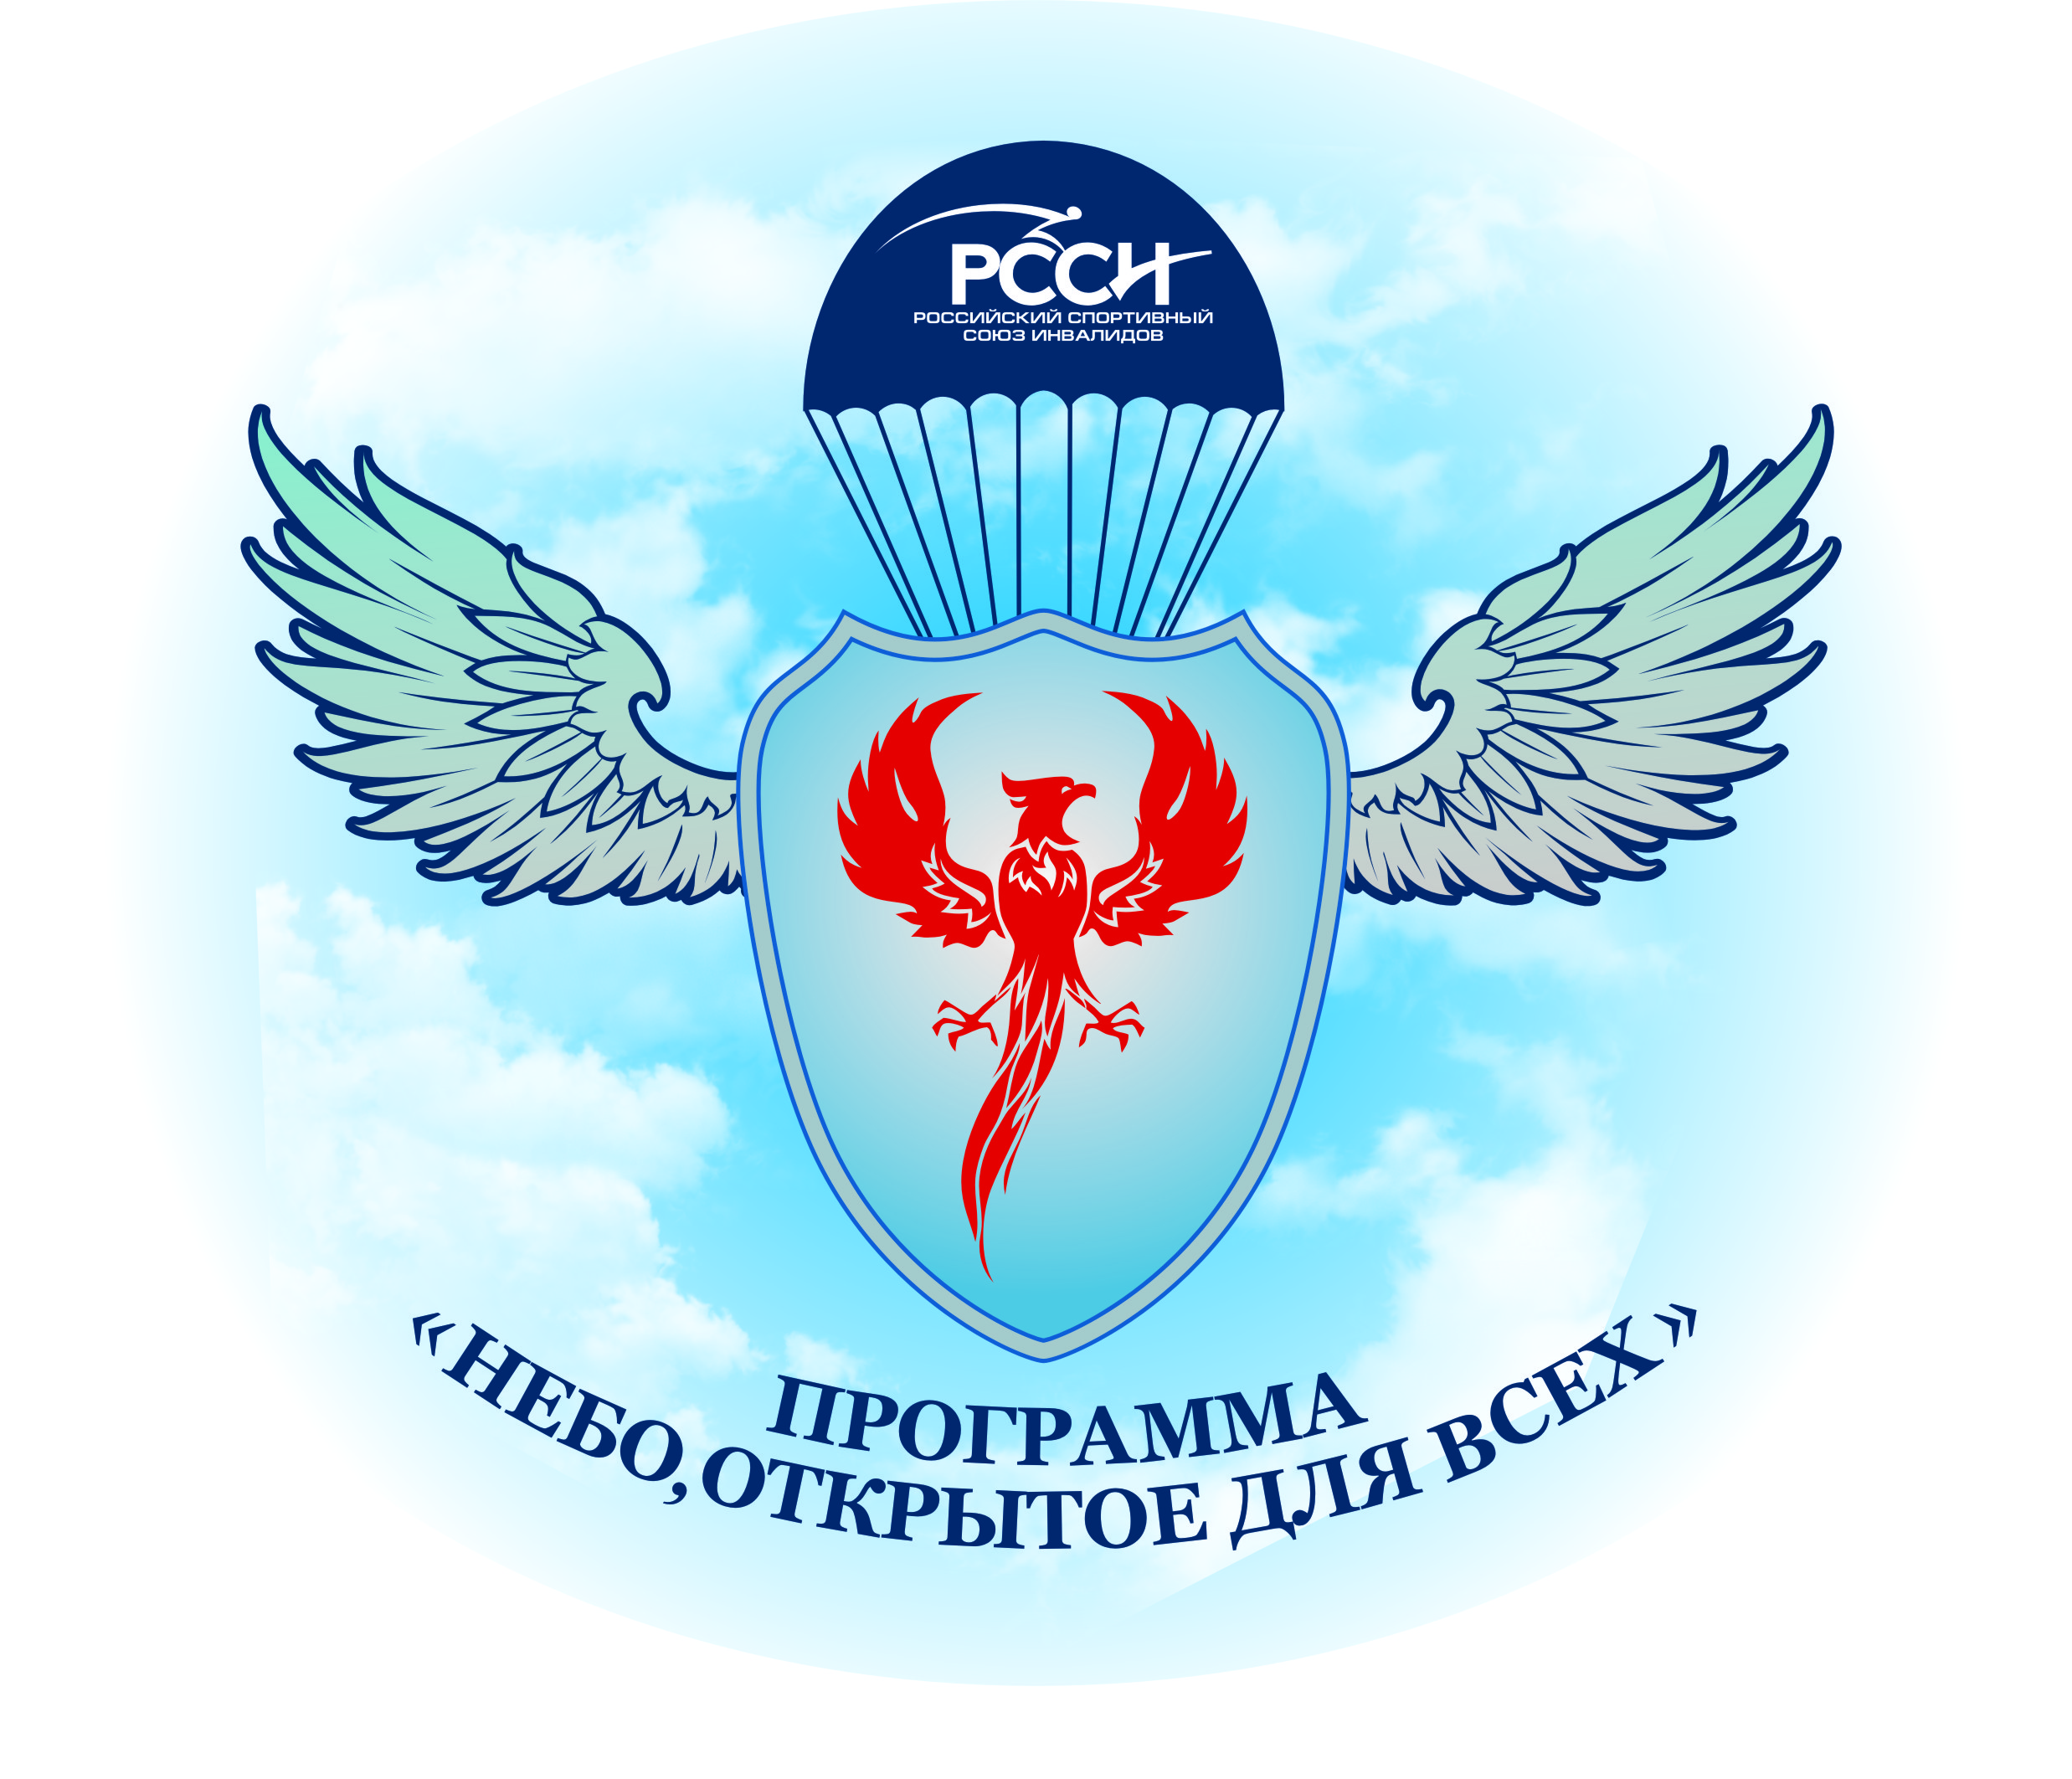 РССИ
РОССИЙСКИЙ СПОРТИВНЫЙ
СОЮЗ ИНВАЛИДОВ
ПРОГРАММА
«НЕБО, ОТКРЫТОЕ ДЛЯ ВСЕХ»